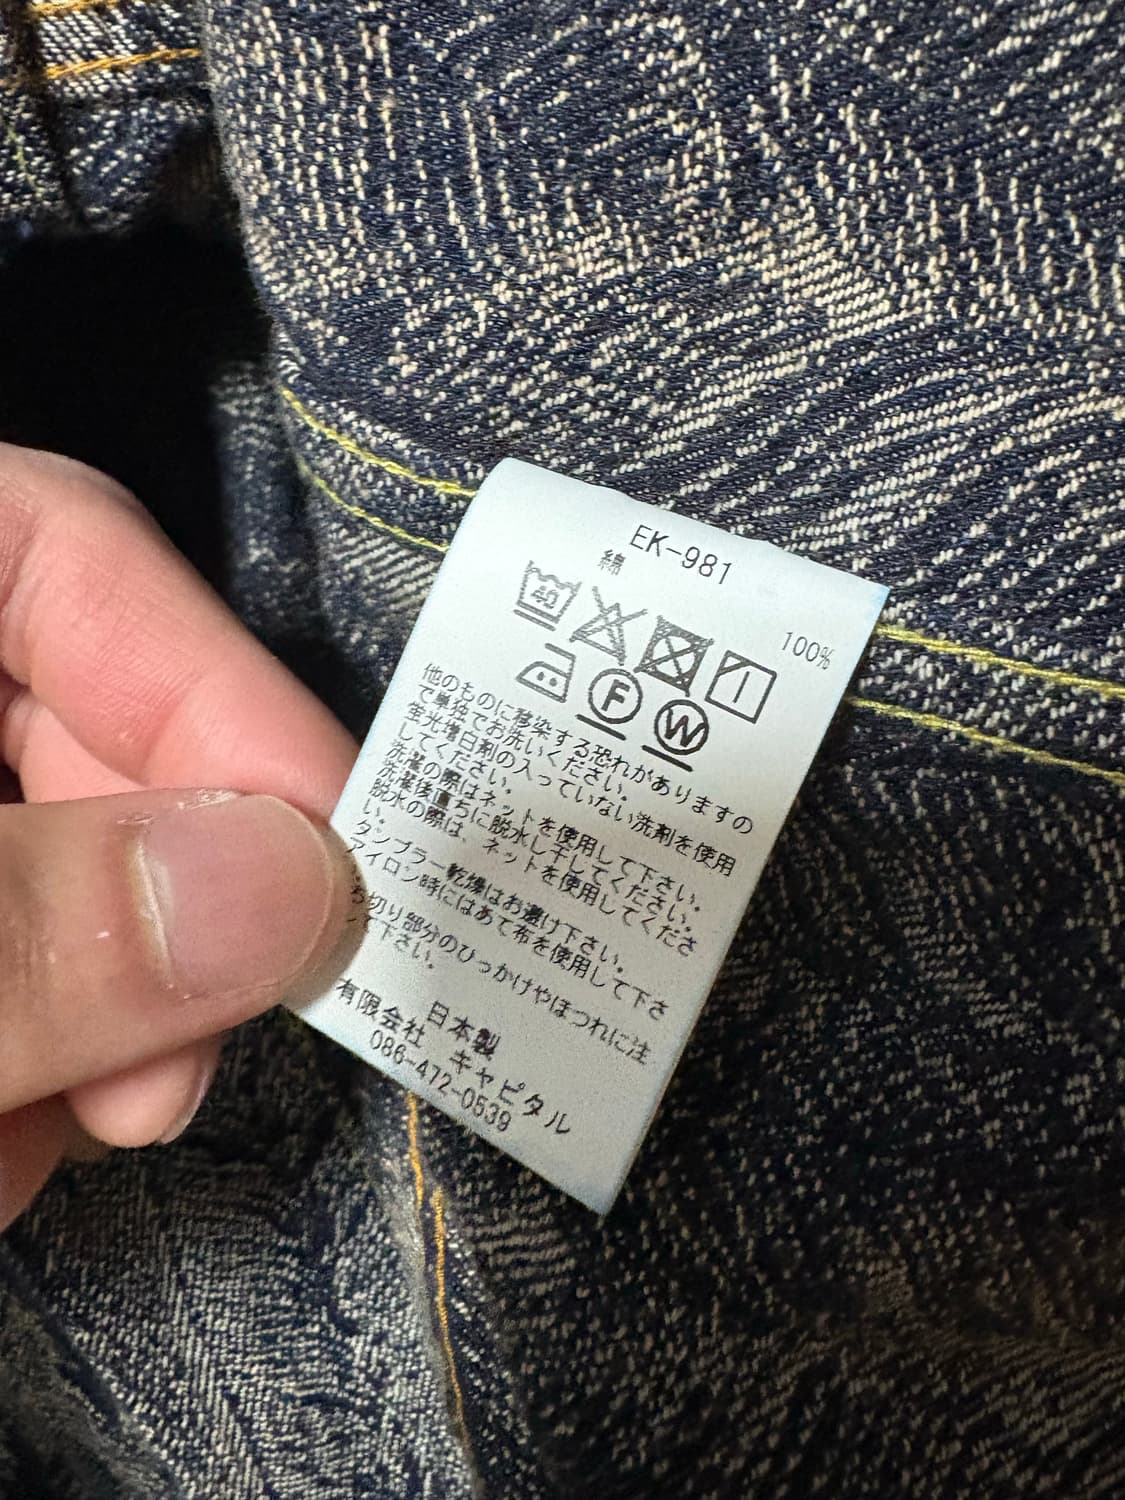 EK-981
綿 100%
40
F W
他のものに移染する恐れがありますの
で単独でお洗いください。
蛍光増白剤の入っていない洗剤を使用
してください。
洗濯の際はネットを使用して下さい。
洗濯後直ちに脱水し干してください。
脱水の際は、ネットを使用してくださ
い。
タンブラー乾燥はお避け下さい。
アイロン時にはあて布を使用して下さ
切り部分のひっかけやほつれに注
下さい。
日本製
有限会社 キャピタル
086-472-0539